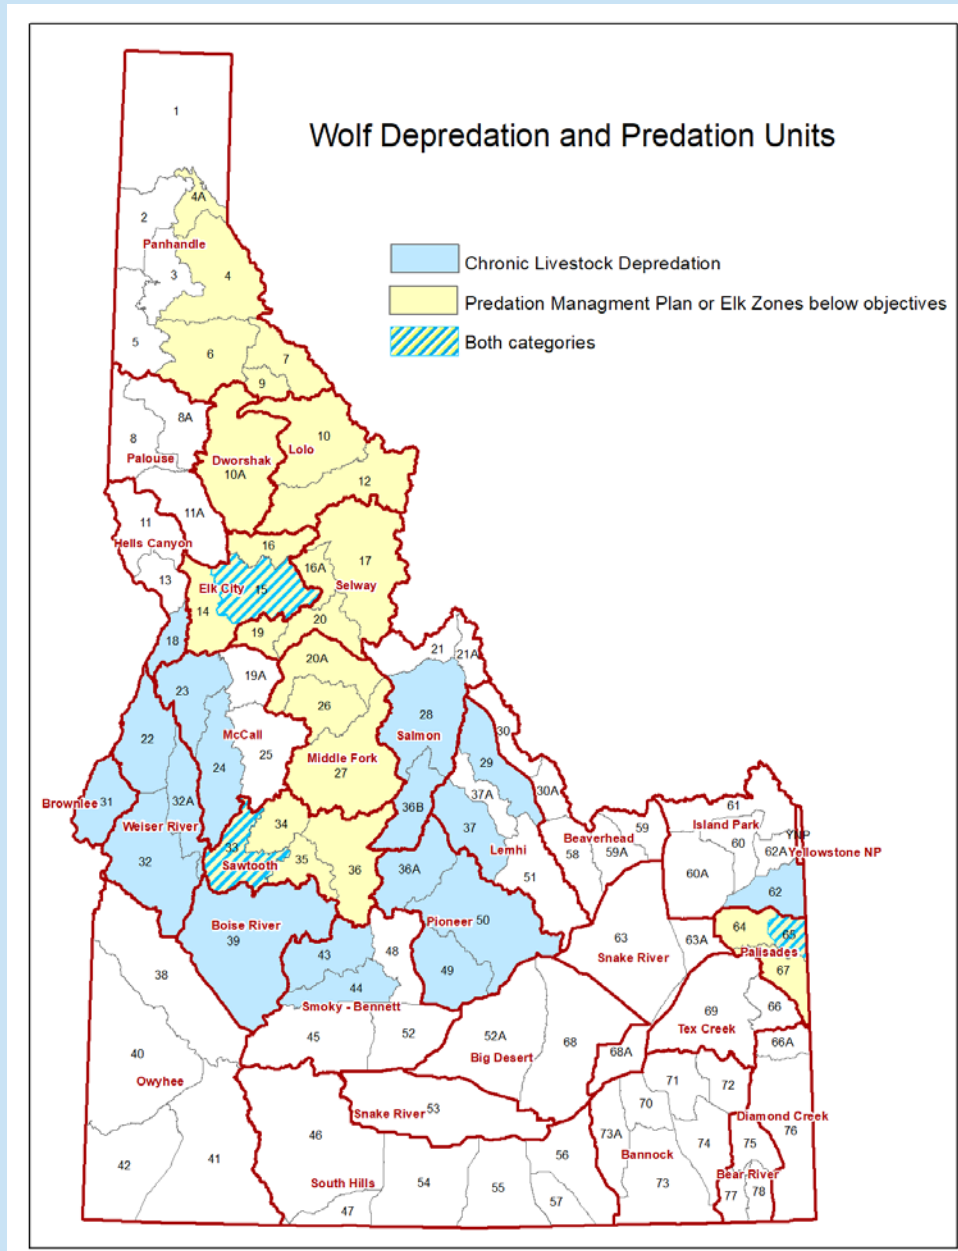 Wolf Depredation and Predation Units
Chronic Livestock Depredation
Predation Managment Plan or Elk Zones below objectives
Both categories
1
4A
2
Panhandle
3
4
5
6
7
9
8A
8
Palouse
10
Lolo
Dworshak
10A
12
11
11A
Hells Canyon
13
16
16A
17
Elk City
15
Selway
14
18
19
20
21
21A
20A
19A
23
26
28
30
22
McCall
Salmon
24
25
Middle Fork
27
29
30A
37A
Brownlee
31
32A
36B
Weiser River
34
37
33
Sawtooth
35
36
32
36A
Lemhi
51
Beaverhead
59
58
59A
61
Island Park
60
YNP
62A
Yellowstone NP
60A
62
Boise River
39
Pioneer
50
43
48
49
44
Smoky - Bennett
64
65
Palisades
67
63
63A
Snake River
38
45
52
52A
Big Desert
68
68A
69
Tex Creek
66
66A
40
Owyhee
Snake River
53
71
72
70
Diamond Creek
76
46
73A
Bannock
74
75
42
41
South Hills
47
54
55
56
57
73
Bear River
77
78